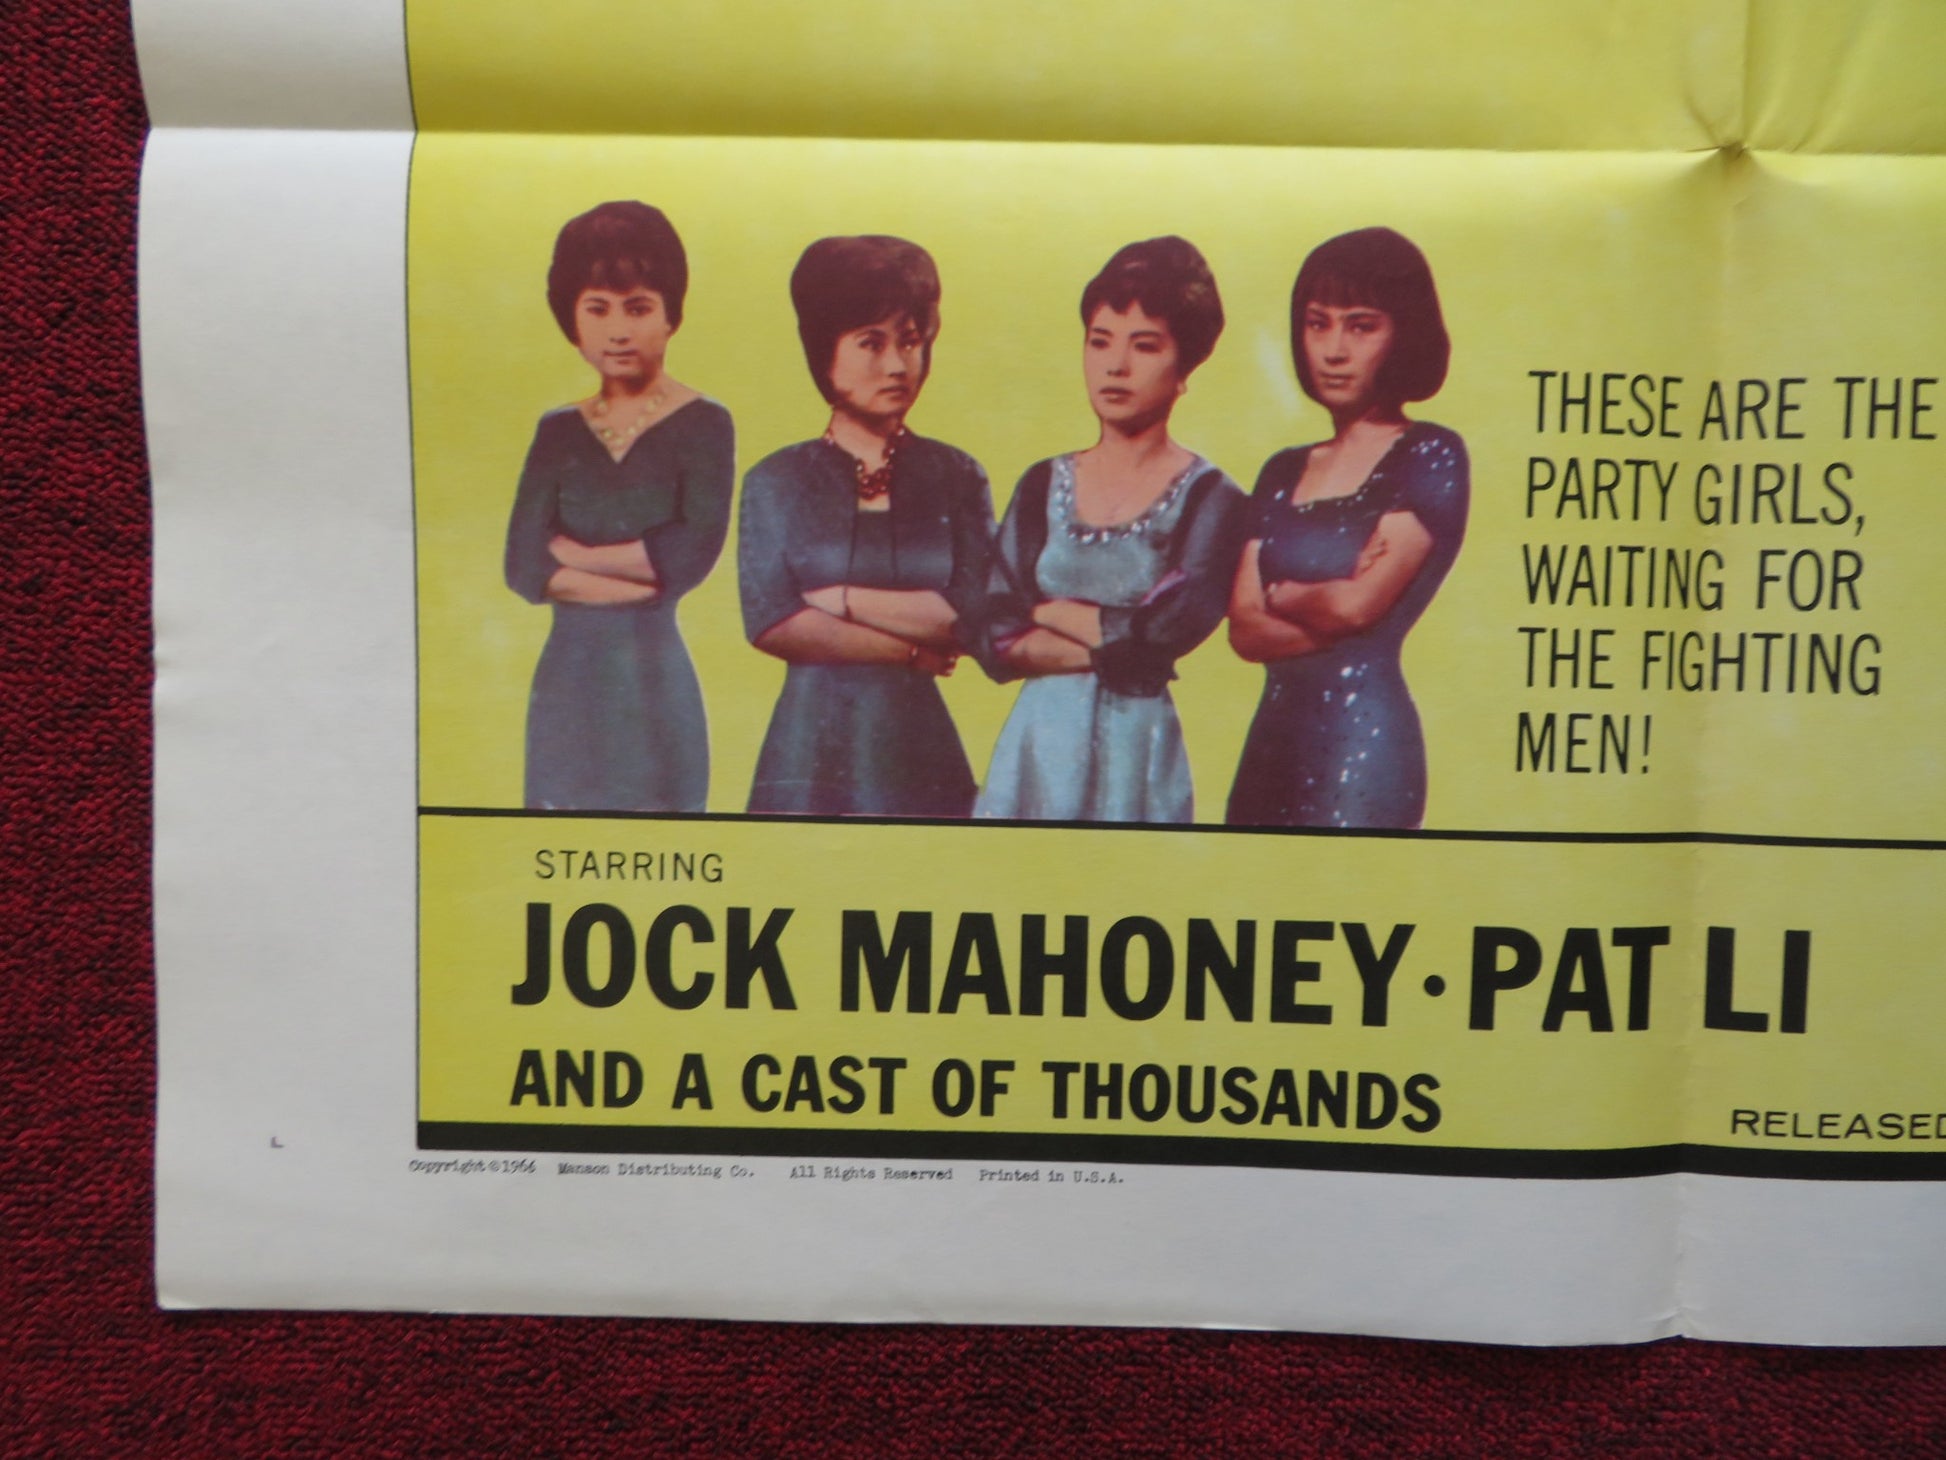 THESE ARE THE
PARTY GIRLS,
WAITING FOR
THE FIGHTING
MEN!
STARRING
JOCK MAHONEY · PAT LI
AND A CAST OF THOUSANDS
RELEASED
Copyright © 1966 Manson Distributing Co. All Rights Reserved Printed in U.S.A.